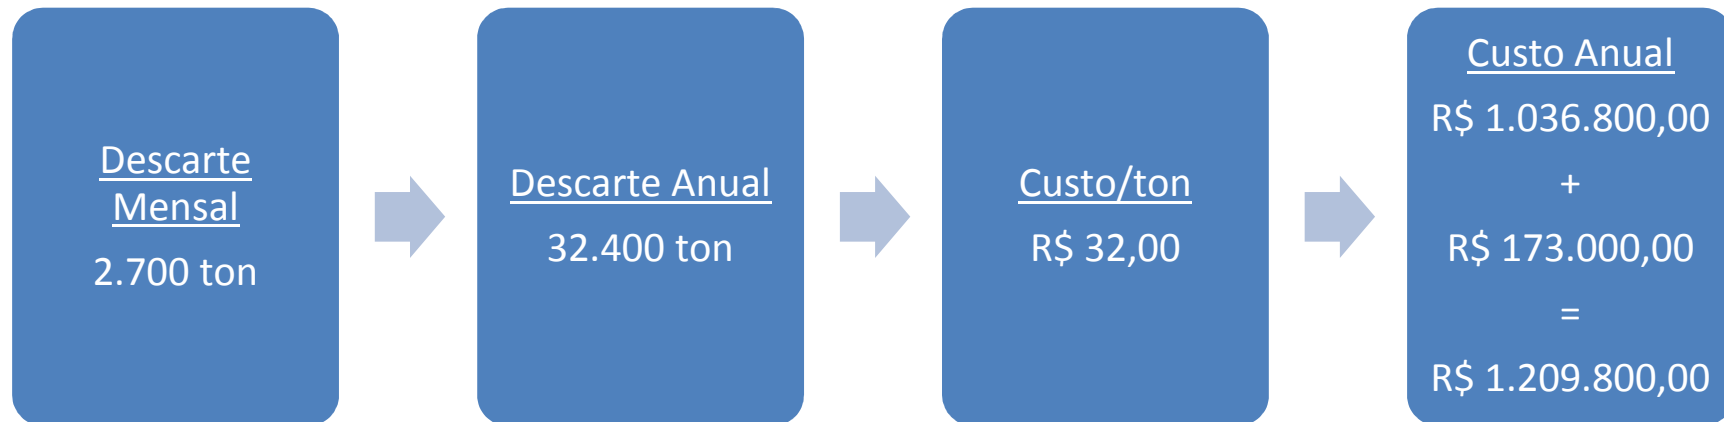 Descarte
Mensal
2.700 ton
Descarte Anual
32.400 ton
Custo/ton
R$ 32,00
Custo Anual
R$ 1.036.800,00
+
R$ 173.000,00
=
R$ 1.209.800,00